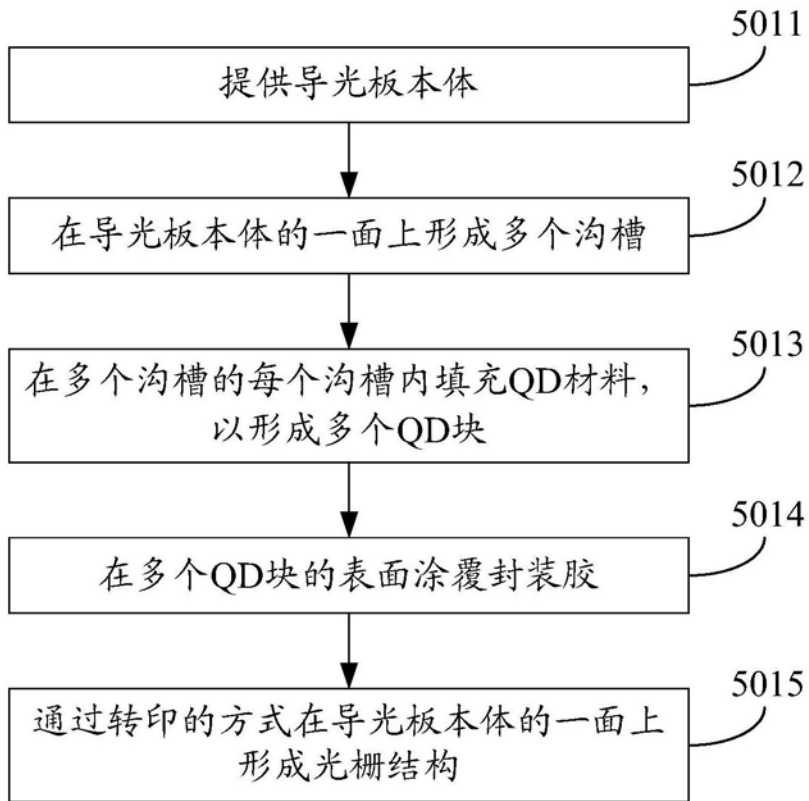 5011
提供导光板本体
5012
在导光板本体的一面上形成多个沟槽
5013
在多个沟槽的每个沟槽内填充QD材料,
以形成多个QD块
5014
在多个QD块的表面涂覆封装胶
5015
通过转印的方式在导光板本体的一面上
形成光栅结构